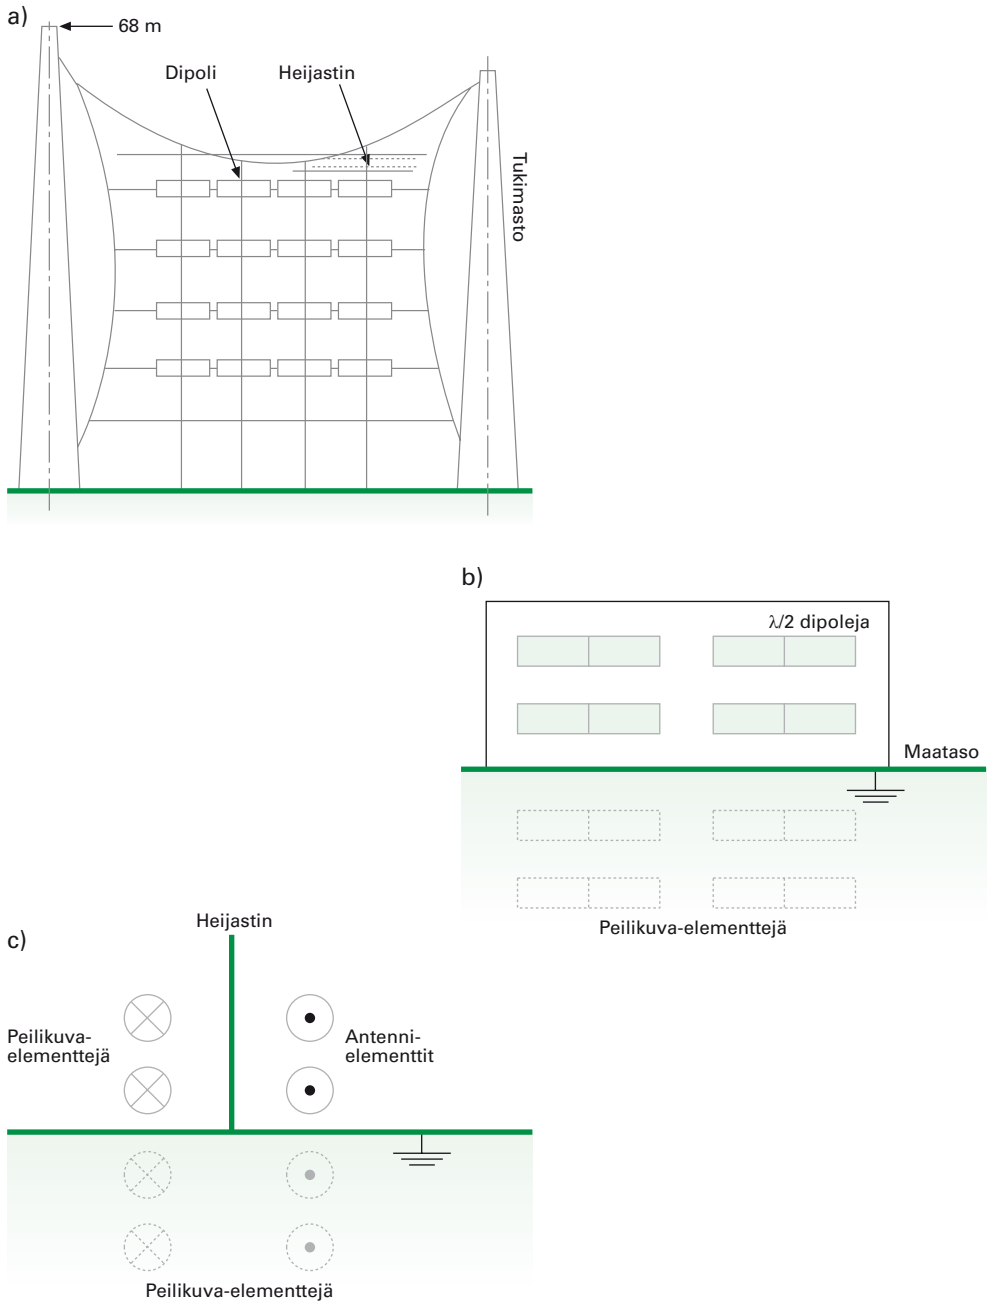 a)
68 m
Dipoli
Heijastin
Tukimasto
b)
λ/2 dipoleja
Maataso
Peilikuva-elementtejä
c)
Heijastin
Peilikuva-
elementtejä
Antenni-
elementtit
Peilikuva-elementtejä